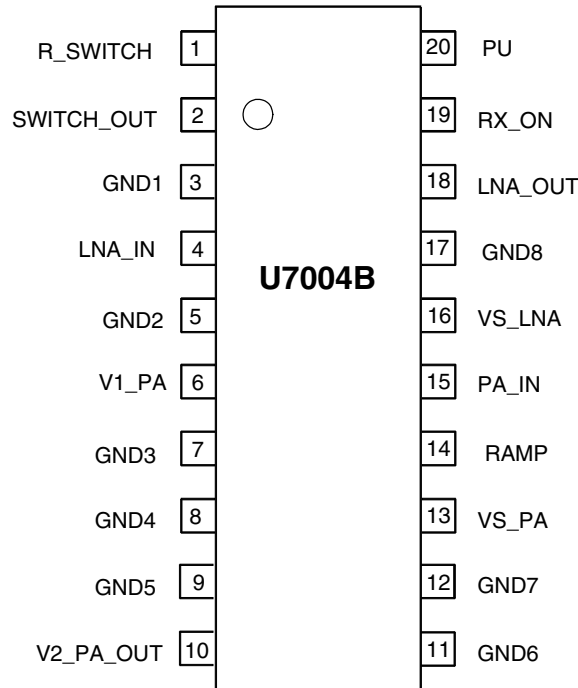 R_SWITCH 1 20 PU
SWITCH_OUT 2 19 RX_ON
GND1 3 18 LNA_OUT
LNA_IN 4 17 GND8
U7004B
GND2 5 16 VS_LNA
V1_PA 6 15 PA_IN
GND3 7 14 RAMP
GND4 8 13 VS_PA
GND5 9 12 GND7
V2_PA_OUT 10 11 GND6